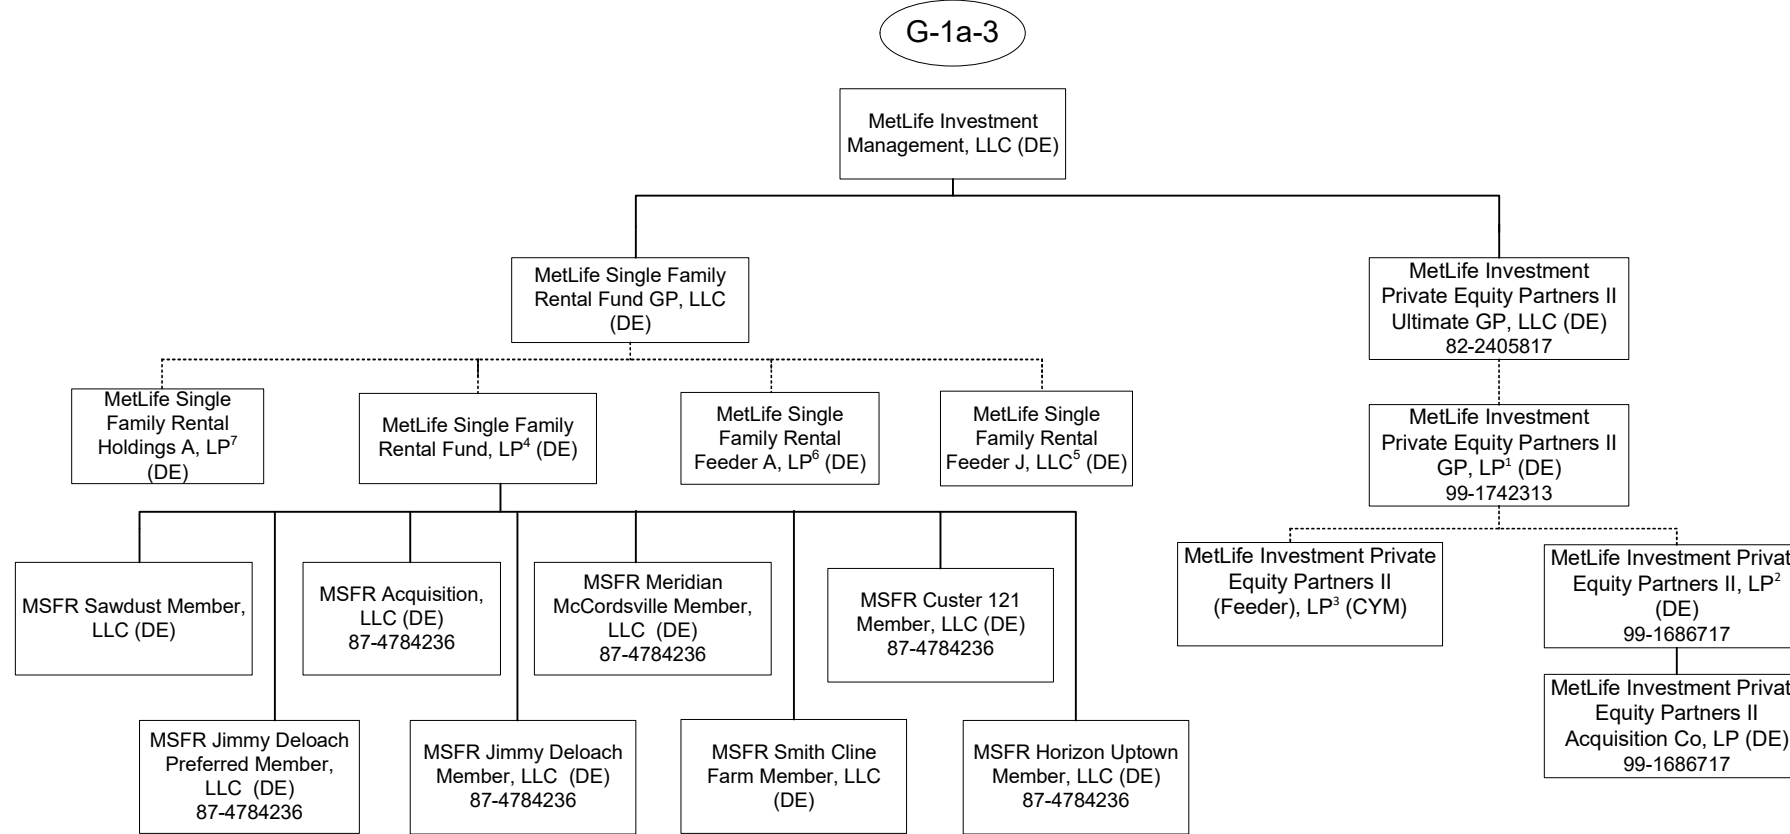 G-1a-3
MetLife Investment
Management, LLC (DE)
MetLife Single Family
Rental Fund GP, LLC
(DE)
MetLife Investment
Private Equity Partners II
Ultimate GP, LLC (DE)
82-2405817
MetLife Single
Family Rental
Holdings A, LP7
(DE)
MetLife Single Family
Rental Fund, LP4 (DE)
MetLife Single
Family Rental
Feeder A, LP6 (DE)
MetLife Single
Family Rental
Feeder J, LLC5 (DE)
MetLife Investment
Private Equity Partners II
GP, LP1 (DE)
99-1742313
MSFR Sawdust Member,
LLC (DE)
MSFR Acquisition,
LLC (DE)
87-4784236
MSFR Meridian
McCordsville Member,
LLC (DE)
87-4784236
MSFR Custer 121
Member, LLC (DE)
87-4784236
MetLife Investment Private
Equity Partners II
(Feeder), LP3 (CYM)
MetLife Investment Privat
Equity Partners II, LP2
(DE)
99-1686717
MSFR Jimmy Deloach
Preferred Member,
LLC (DE)
87-4784236
MSFR Jimmy Deloach
Member, LLC (DE)
87-4784236
MSFR Smith Cline
Farm Member, LLC
(DE)
MSFR Horizon Uptown
Member, LLC (DE)
87-4784236
MetLife Investment Privat
Equity Partners II
Acquisition Co, LP (DE)
99-1686717